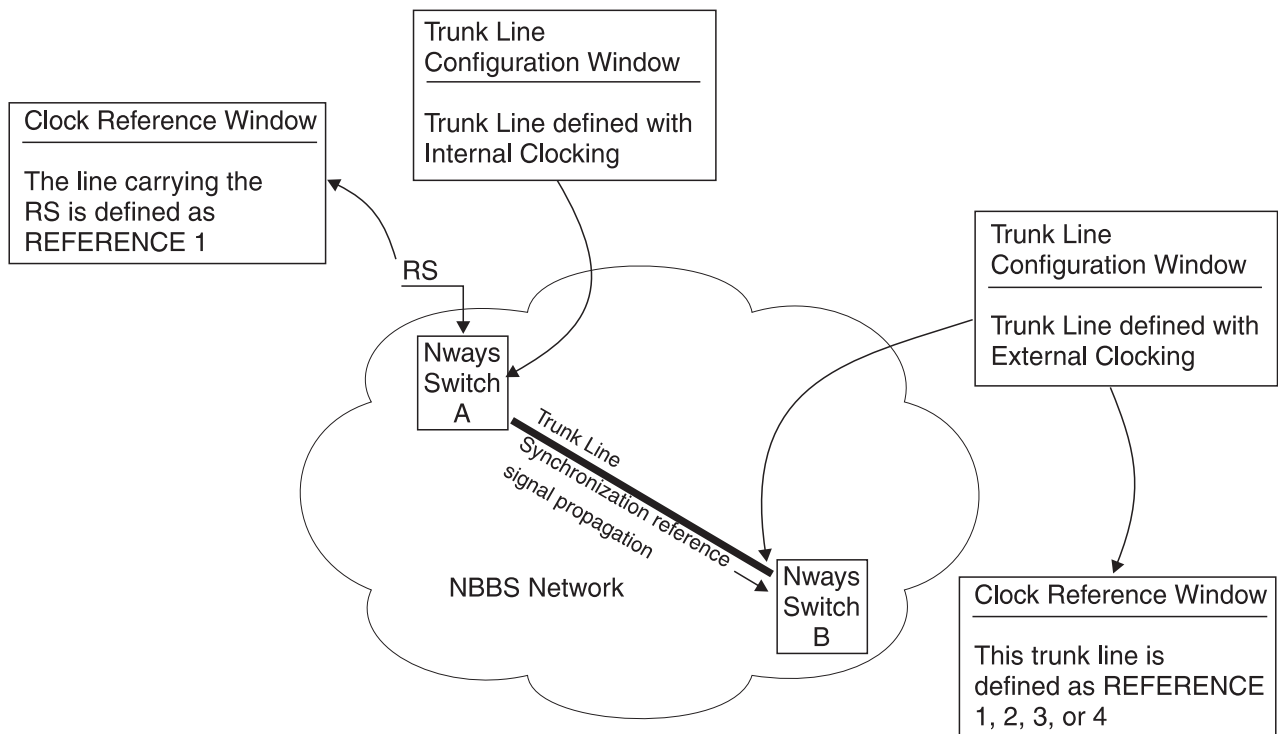 Trunk Line
Configuration Window
Trunk Line defined with
Internal Clocking
Clock Reference Window
The line carrying the
RS is defined as
REFERENCE 1
RS
Trunk Line
Configuration Window
Trunk Line defined with
External Clocking
Nways
Switch
A
Trunk Line
Synchronization reference
signal propagation
NBBS Network
Nways
Switch
B
Clock Reference Window
This trunk line is
defined as REFERENCE
1, 2, 3, or 4